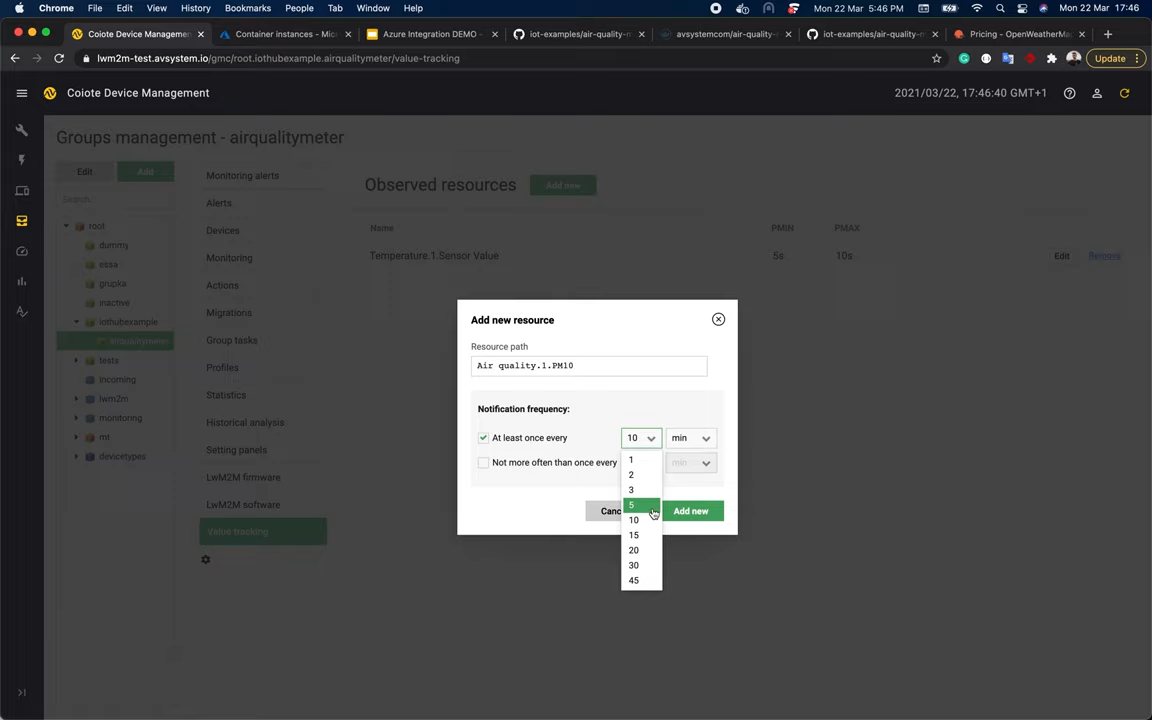 Chrome File Edit View History Bookmarks People Tab Window Help Mon 22 Mar 5:46 PM Mon 22 Mar 17:46
Coiote Device Managemen Container instances - Mic Azure Integration DEMO - iot-examples/air-quality-m avsystemcom/air-quality- iot-examples/air-quality-m Pricing - OpenWeatherMa
lwm2m-test.avsystem.io/gmc/root.iothubexample.airqualitymeter/value-tracking Update
Coiote Device Management 2021/03/22, 17:46:40 GMT+1
Groups management - airqualitymeter
Edit Add
Search
root
dummy
essa
grupka
inactive
iothubexample
airqualitymete
tests
incoming
lwm2m
monitoring
mt
devicetypes
Monitoring alerts
Alerts
Devices
Monitoring
Actions
Migrations
Group tasks
Profiles
Statistics
Historical analysis
Setting panels
LwM2M firmware
LwM2M software
Value tracking
Observed resources Add new
Name PMIN PMAX
Temperature.1.Sensor Value 5s 10s Edit Remove
Add new resource
Resource path
Air quality.1.PM10
Notification frequency:
At least once every 10 min
Not more often than once every min
1
2
3
5
10
15
20
30
45
Canc Add new